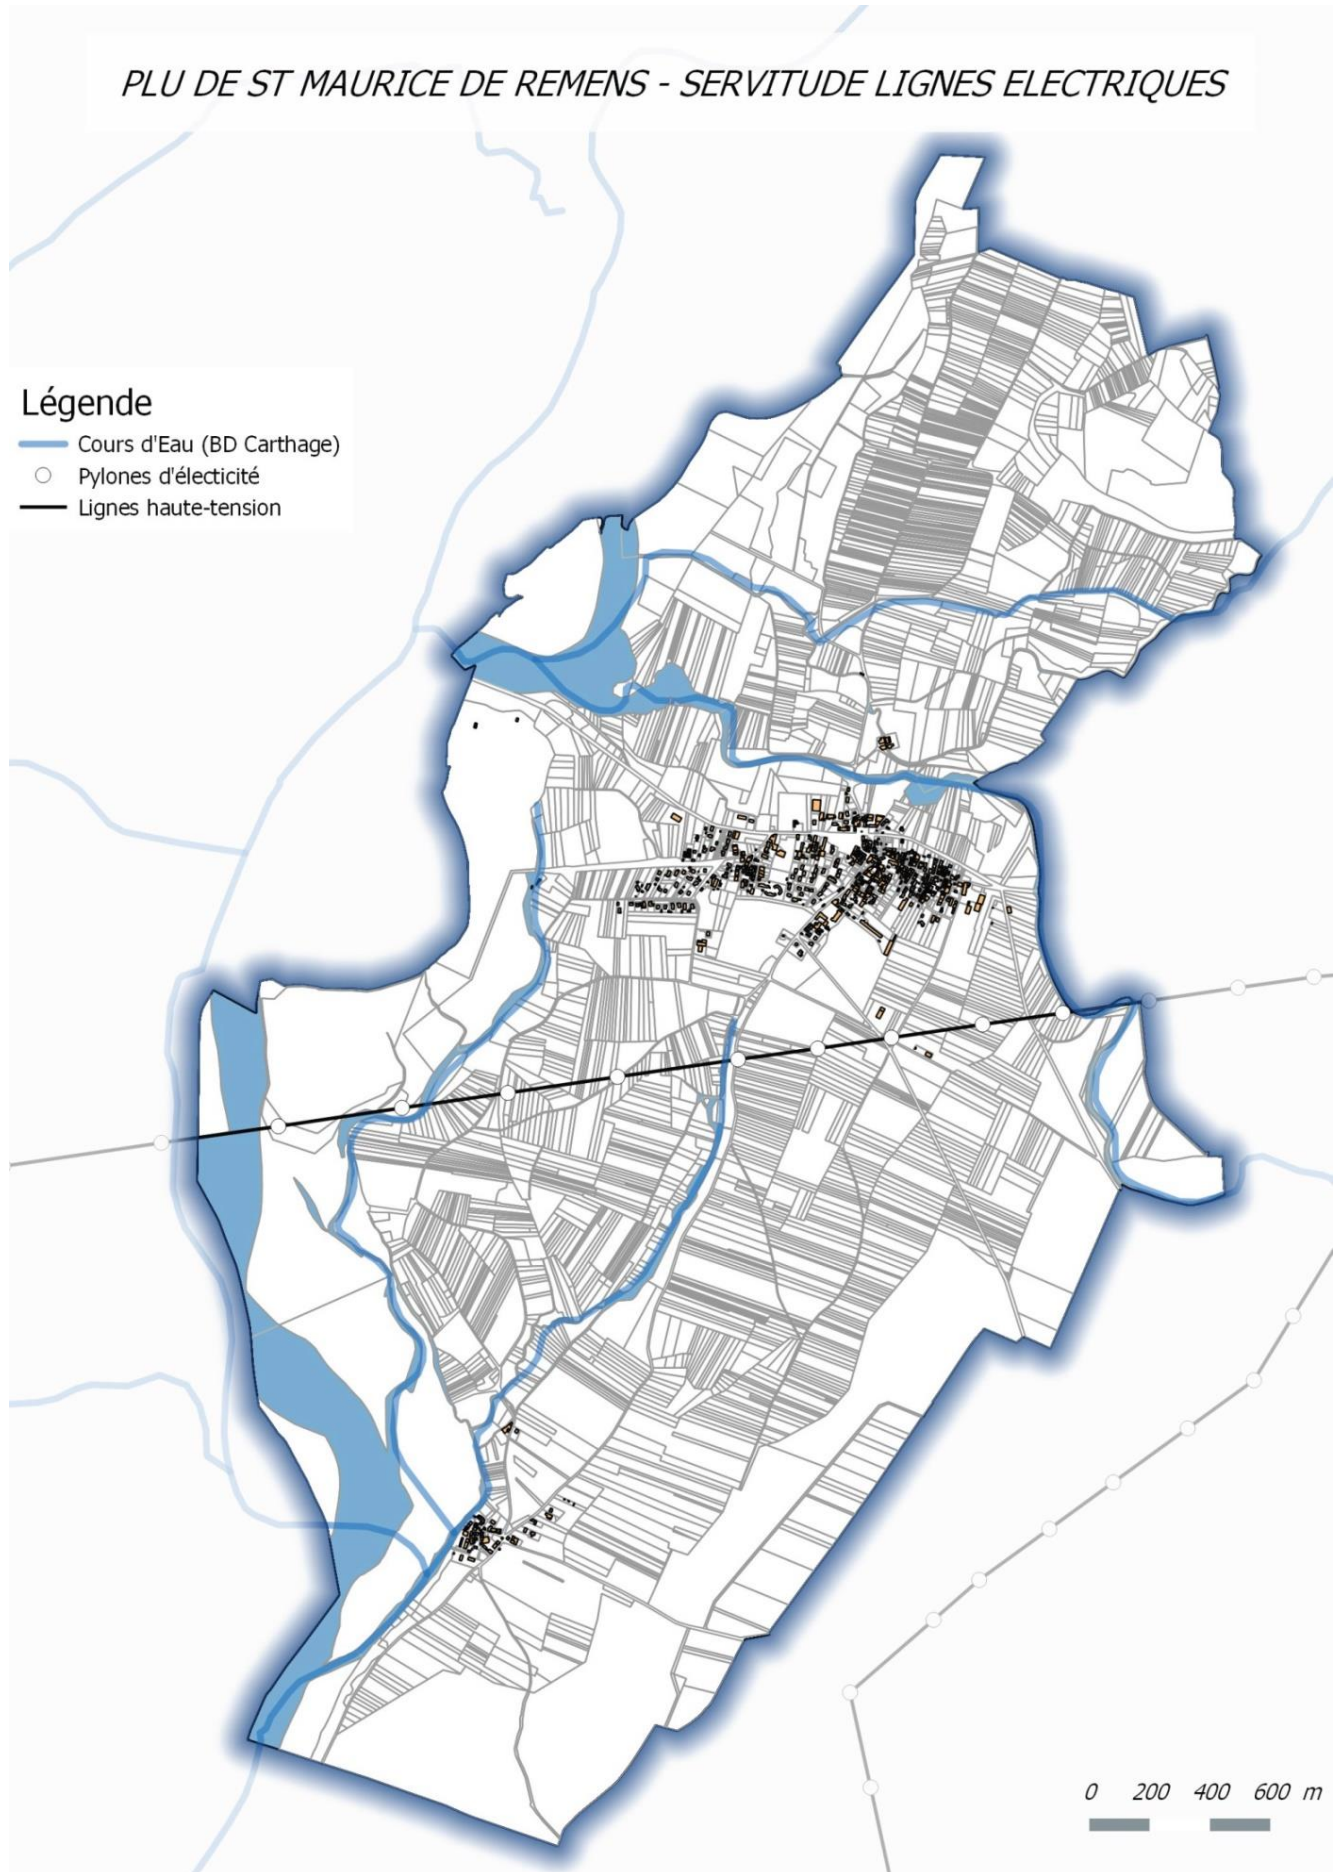 PLU DE ST MAURICE DE REMENS - SERVITUDE LIGNES ELECTRIQUES
Légende
Cours d'Eau (BD Carthage)
Pylones d'électicité
Lignes haute-tension
0 200 400 600 m